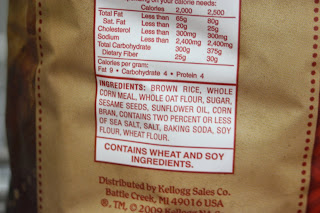 on your calorie needs:
Calories 2,000 2,500
Total Fat Less than 65g 80g
Sat. Fat Less than 20g 25g
Cholesterol Less than 300mg 300mg
Sodium Less than 2,400mg 2,400mg
Total Carbohydrate 300g 375g
Dietary Fiber 25g 30g
Calories per gram:
Fat 9 • Carbohydrate 4 • Protein 4
INGREDIENTS: BROWN RICE, WHOLE
CORN MEAL, WHOLE OAT FLOUR, SUGAR,
SESAME SEEDS, SUNFLOWER OIL, CORN
BRAN, CONTAINS TWO PERCENT OR LESS
OF SEA SALT, SALT, BAKING SODA, SOY
FLOUR, WHEAT FLOUR.
CONTAINS WHEAT AND SOY
INGREDIENTS.
Distributed by Kellogg Sales Co.
Battle Creek, MI 49016 USA
®, TM, © 2009 Kellogg